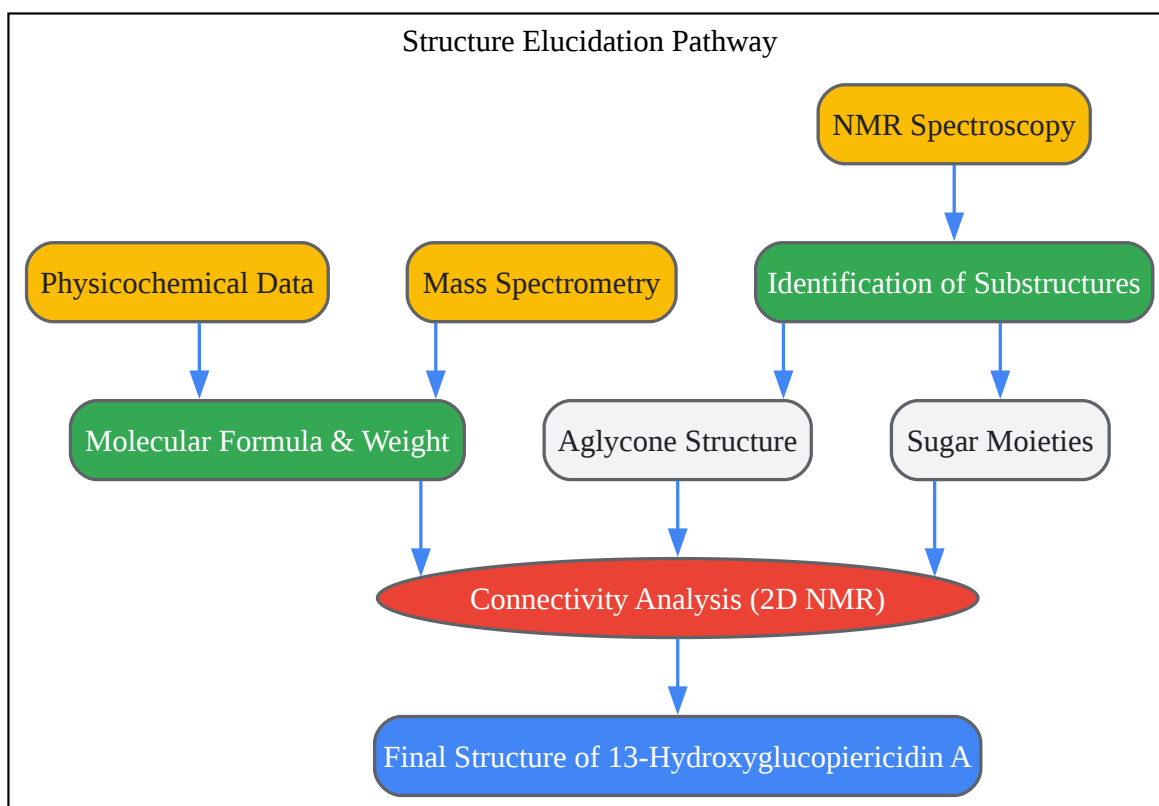 Structure Elucidation Pathway
NMR Spectroscopy
Physicochemical Data
Mass Spectrometry
Identification of Substructures
Molecular Formula & Weight
Aglycone Structure
Sugar Moieties
Connectivity Analysis (2D NMR)
Final Structure of 13-Hydroxyglucopiericidin A